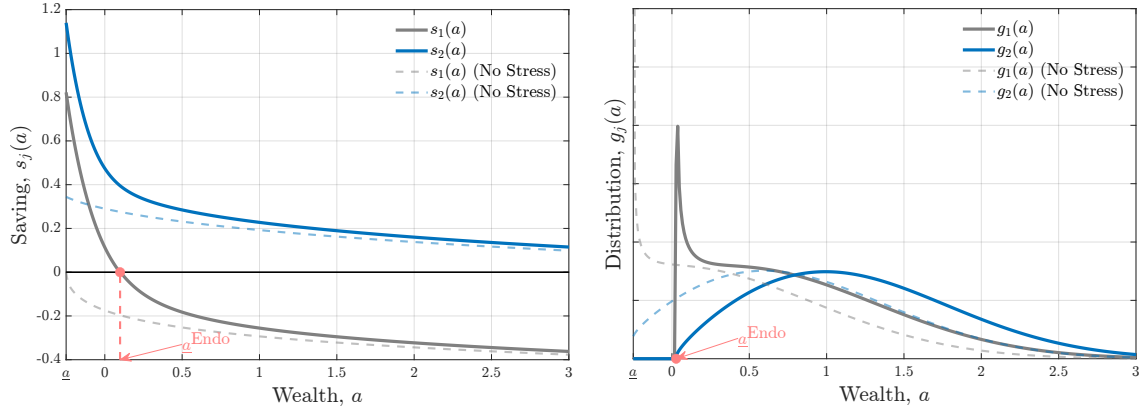 1.2
1
0.8
0.6
0.4
0.2
0
-0.2
-0.4
Saving, s_j(a)
s_1(a)
s_2(a)
s_1(a) (No Stress)
s_2(a) (No Stress)
a̲^Endo
a̲ 0 0.5 1 1.5 2 2.5 3
Wealth, a
Distribution, g_j(a)
g_1(a)
g_2(a)
g_1(a) (No Stress)
g_2(a) (No Stress)
a̲^Endo
a̲ 0 0.5 1 1.5 2 2.5 3
Wealth, a